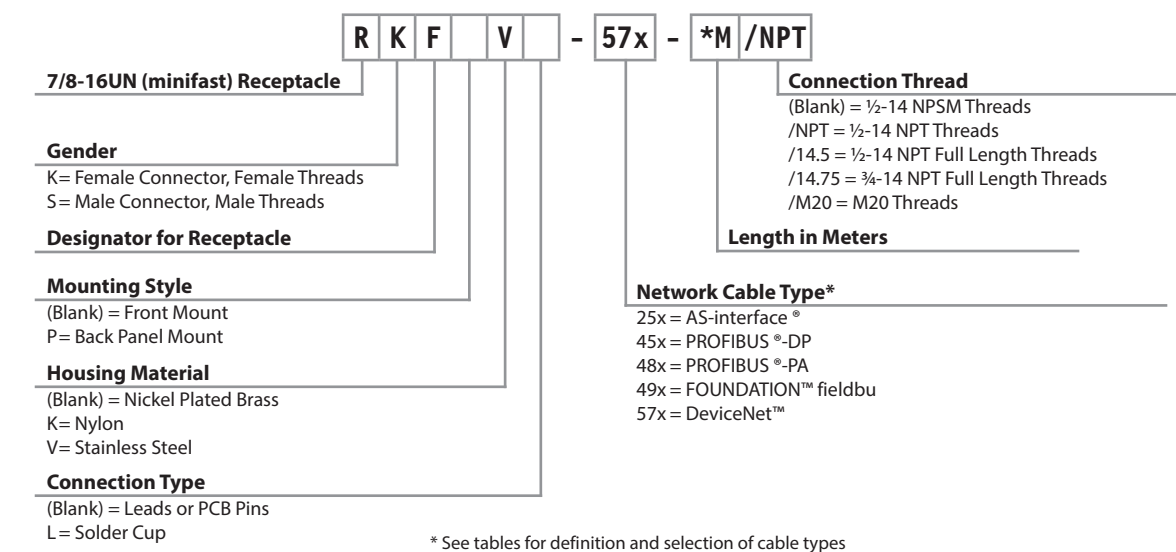 R K F V - 57x - *M /NPT
7/8-16UN (minifast) Receptacle
Gender
K= Female Connector, Female Threads
S= Male Connector, Male Threads
Designator for Receptacle
Mounting Style
(Blank) = Front Mount
P= Back Panel Mount
Housing Material
(Blank) = Nickel Plated Brass
K= Nylon
V= Stainless Steel
Connection Type
(Blank) = Leads or PCB Pins
L= Solder Cup
Connection Thread
(Blank) = ½-14 NPSM Threads
/NPT = ½-14 NPT Threads
/14.5 = ½-14 NPT Full Length Threads
/14.75 = ¾-14 NPT Full Length Threads
/M20 = M20 Threads
Length in Meters
Network Cable Type*
25x = AS-interface ®
45x = PROFIBUS ®-DP
48x = PROFIBUS ®-PA
49x = FOUNDATION™ fieldbu
57x = DeviceNet™
* See tables for definition and selection of cable types